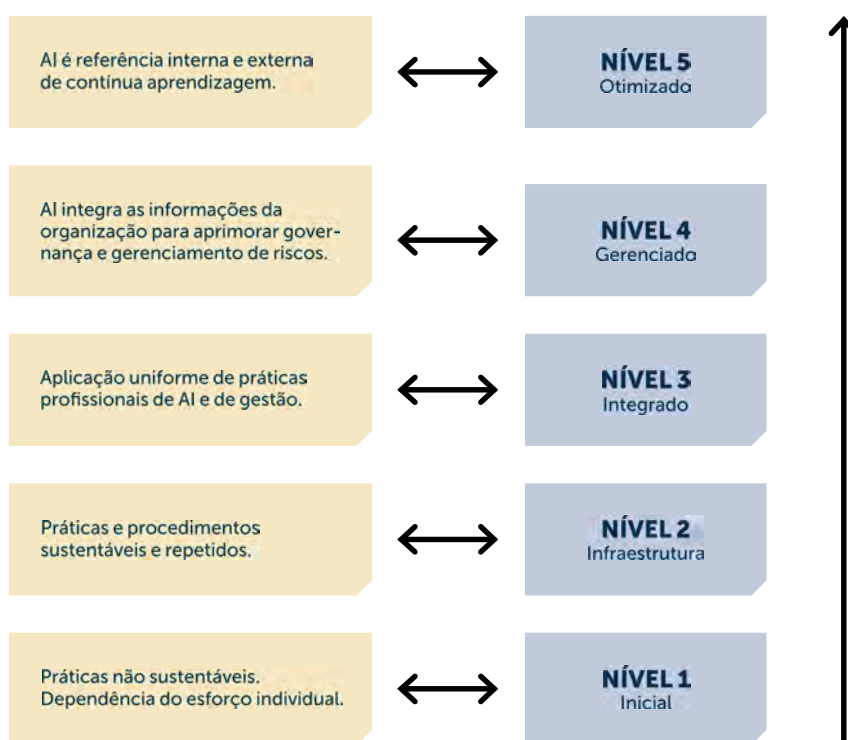 AI é referência interna e externa
de contínua aprendizagem.
NÍVEL 5
Otimizado
AI integra as informações da
organização para aprimorar gover-
nança e gerenciamento de riscos.
NÍVEL 4
Gerenciado
Aplicação uniforme de práticas
profissionais de AI e de gestão.
NÍVEL 3
Integrado
Práticas e procedimentos
sustentáveis e repetidos.
NÍVEL 2
Infraestrutura
Práticas não sustentáveis.
Dependência do esforço individual.
NÍVEL 1
Inicial